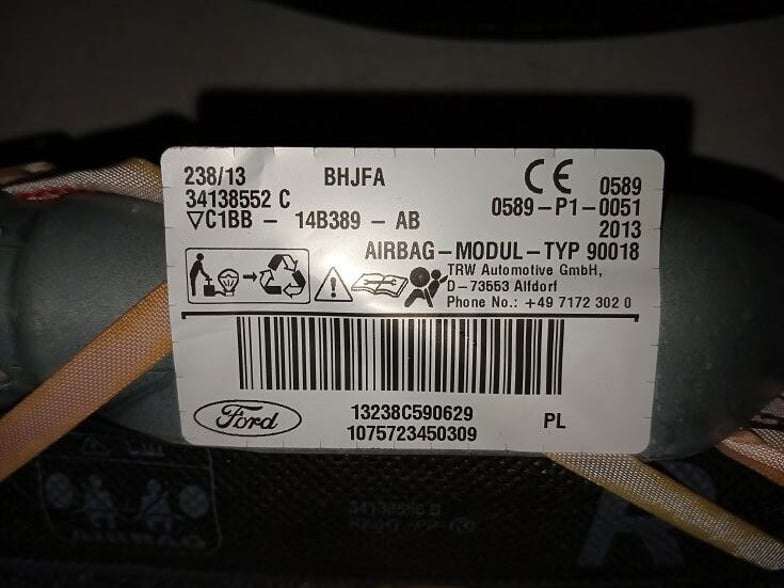 238/13 BHJFA
34138552 C
▽C1BB - 14B389 - AB
CE 0589
0589-P1-0051
2013
AIRBAG-MODUL-TYP 90018
TRW Automotive GmbH,
D-73553 Alfdorf
Phone No.: +49 7172 302 0
13238C590629
1075723450309
PL
Ford
R